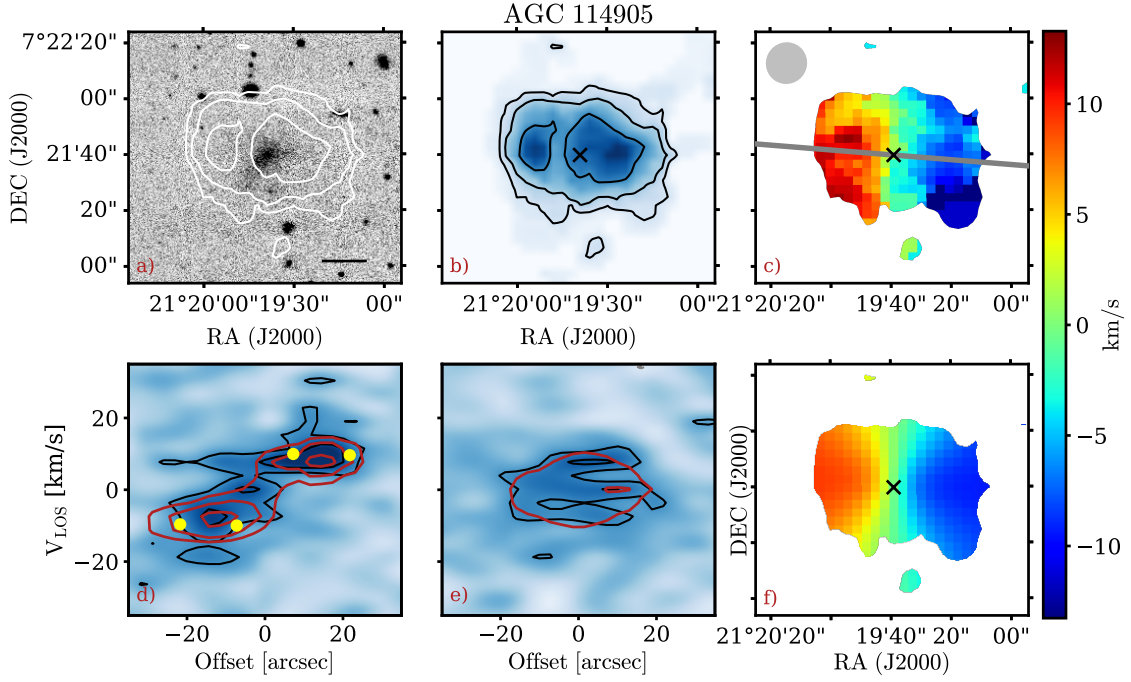 AGC 114905
7°22'20"
00"
21'40"
20"
00"
DEC (J2000)
a)
21°20'00" 19'30" 00"
RA (J2000)
b)
21°20'00" 19'30" 00"
RA (J2000)
c)
21°20'20" 19'40" 20" 00"
10
5
0
−5
−10
km/s
20
0
−20
V_LOS [km/s]
d)
−20 0 20
Offset [arcsec]
e)
−20 0 20
Offset [arcsec]
DEC (J2000)
f)
21°20'20" 19'40" 20" 00"
RA (J2000)